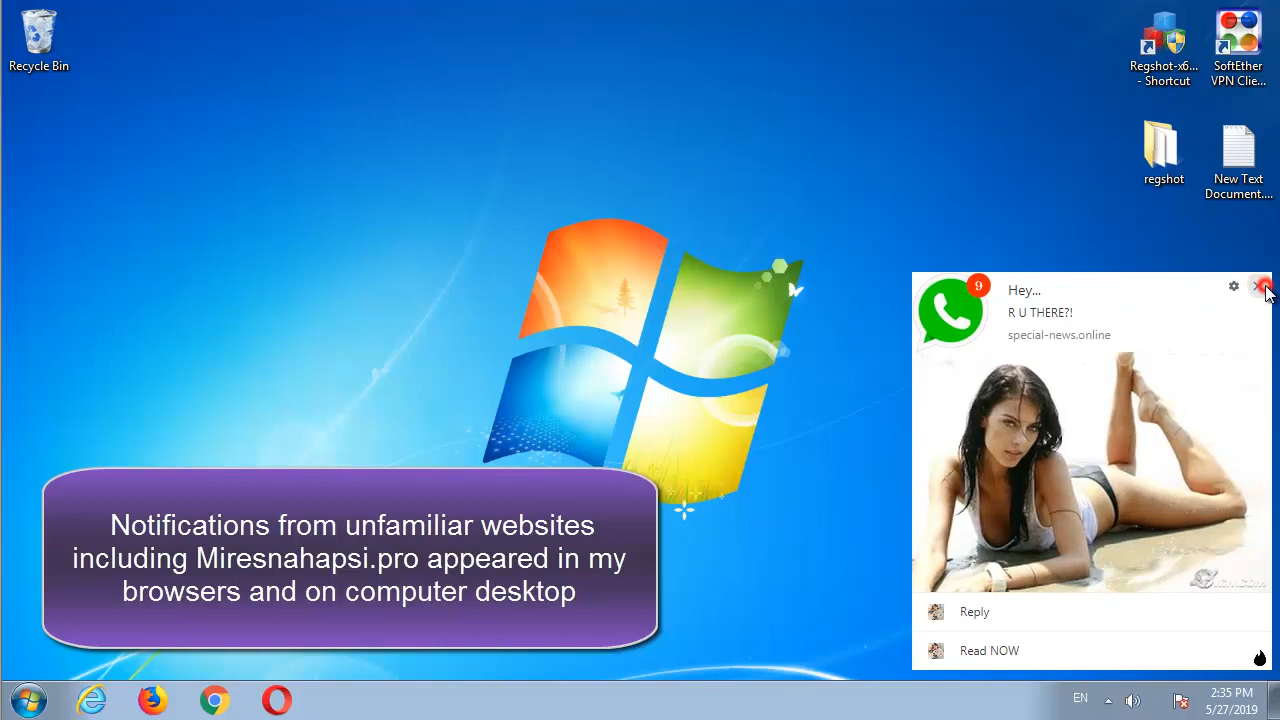 Recycle Bin
Regshot-x6...
- Shortcut
SoftEther
VPN Clie...
regshot
New Text
Document....
9
Hey...
R U THERE?!
special-news.online
Reply
Read NOW
Notifications from unfamiliar websites
including Miresnahapsi.pro appeared in my
browsers and on computer desktop
EN
2:35 PM
5/27/2019